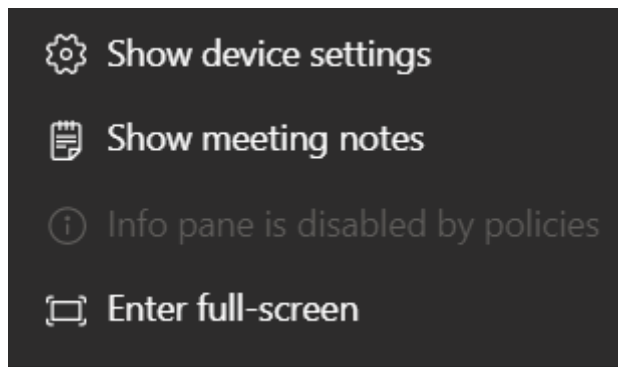 Show device settings
Show meeting notes
Info pane is disabled by policies
Enter full-screen